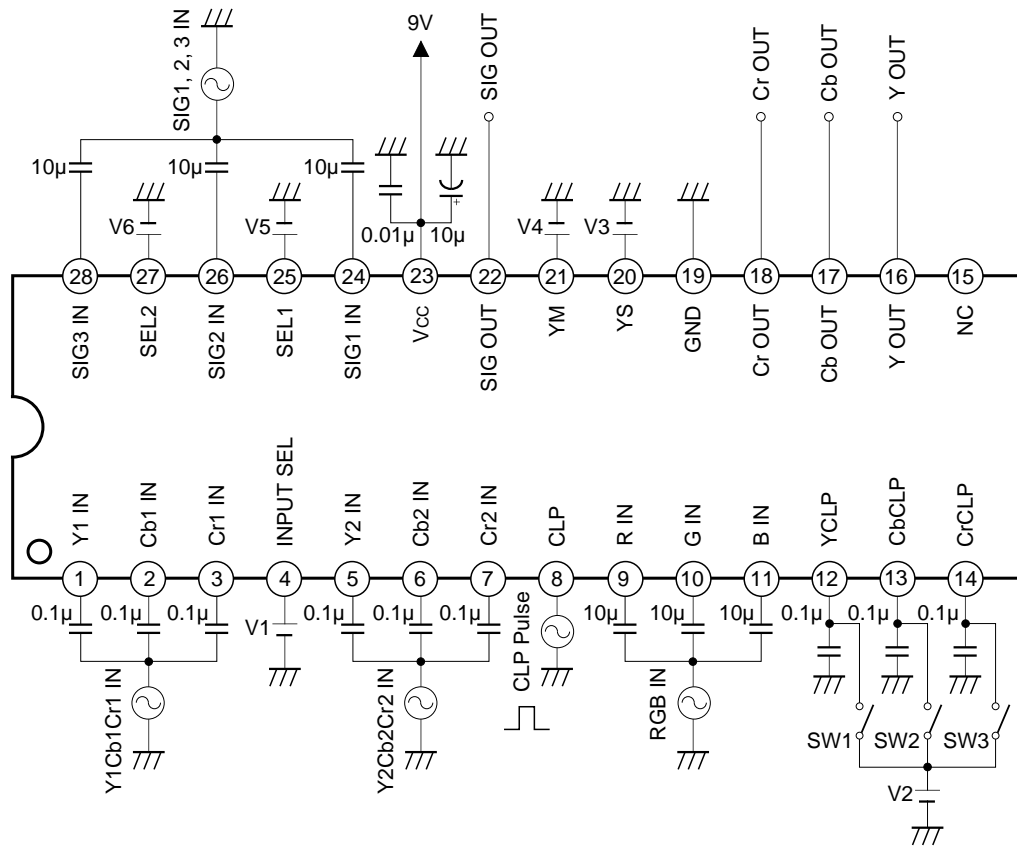 SIG1, 2, 3 IN
9V
SIG OUT
Cr OUT
Cb OUT
Y OUT
10μ
10μ
10μ
V6
V5
0.01μ
10μ
+
V4
V3
28
27
26
25
24
23
22
21
20
19
18
17
16
15
SIG3 IN
SEL2
SIG2 IN
SEL1
SIG1 IN
Vcc
SIG OUT
YM
YS
GND
Cr OUT
Cb OUT
Y OUT
NC
Y1 IN
Cb1 IN
Cr1 IN
INPUT SEL
Y2 IN
Cb2 IN
Cr2 IN
CLP
R IN
G IN
B IN
YCLP
CbCLP
CrCLP
1
2
3
4
5
6
7
8
9
10
11
12
13
14
0.1μ
0.1μ
0.1μ
V1
0.1μ
0.1μ
0.1μ
CLP Pulse
10μ
10μ
10μ
0.1μ
0.1μ
0.1μ
Y1Cb1Cr1 IN
Y2Cb2Cr2 IN
RGB IN
SW1
SW2
SW3
V2